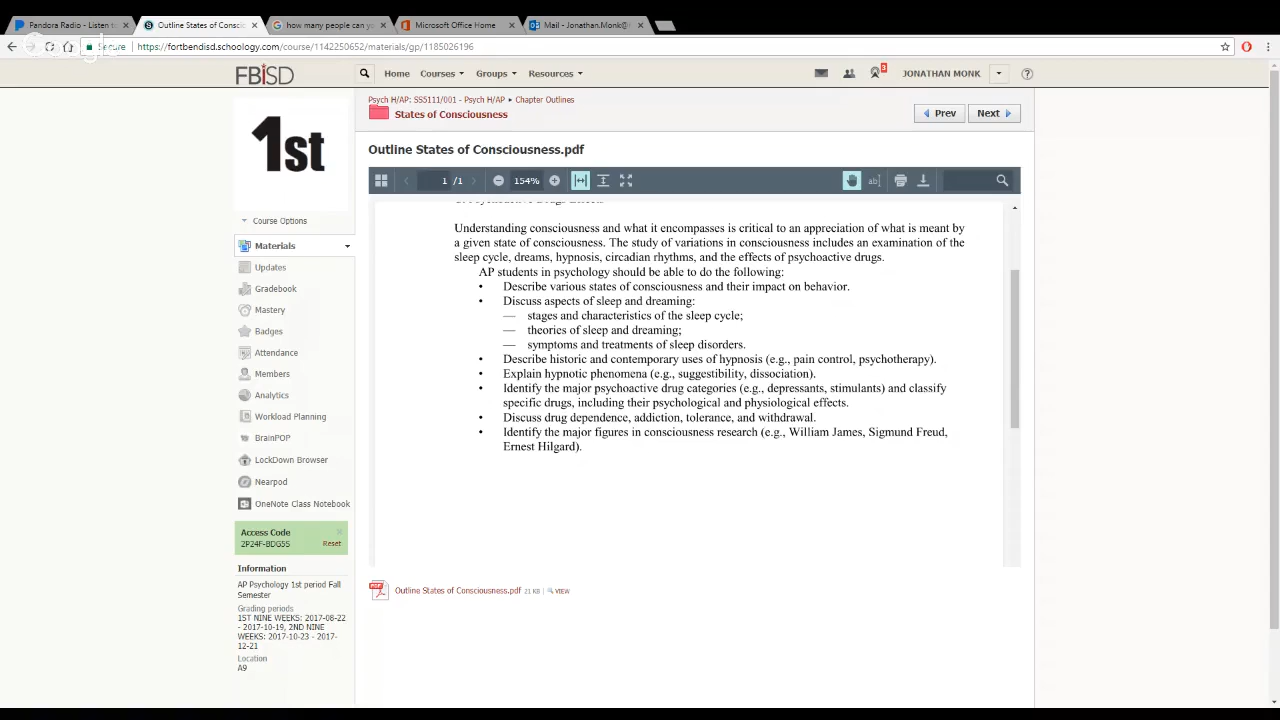 Pandora Radio - Listen to
Outline States of Consci
how many people can yo
Microsoft Office Home
Mail - Jonathan.Monk@
Secure
https://fortbendisd.schoology.com/course/1142250652/materials/gp/1185026196
FBISD
Home
Courses
Groups
Resources
3
JONATHAN MONK
1st
Psych H/AP: SS5111/001 - Psych H/AP
Chapter Outlines
States of Consciousness
Prev
Next
Outline States of Consciousness.pdf
1 /1
154%
Understanding consciousness and what it encompasses is critical to an appreciation of what is meant by
a given state of consciousness. The study of variations in consciousness includes an examination of the
sleep cycle, dreams, hypnosis, circadian rhythms, and the effects of psychoactive drugs.
AP students in psychology should be able to do the following:
• Describe various states of consciousness and their impact on behavior.
• Discuss aspects of sleep and dreaming:
— stages and characteristics of the sleep cycle;
— theories of sleep and dreaming;
— symptoms and treatments of sleep disorders.
• Describe historic and contemporary uses of hypnosis (e.g., pain control, psychotherapy).
• Explain hypnotic phenomena (e.g., suggestibility, dissociation).
• Identify the major psychoactive drug categories (e.g., depressants, stimulants) and classify
specific drugs, including their psychological and physiological effects.
• Discuss drug dependence, addiction, tolerance, and withdrawal.
• Identify the major figures in consciousness research (e.g., William James, Sigmund Freud,
Ernest Hilgard).
Outline States of Consciousness.pdf 21 KB
VIEW
Course Options
Materials
Updates
Gradebook
Mastery
Badges
Attendance
Members
Analytics
Workload Planning
BrainPOP
LockDown Browser
Nearpod
OneNote Class Notebook
Access Code
2P24F-BDG5S
Reset
Information
AP Psychology 1st period Fall
Semester
Grading periods
1ST NINE WEEKS: 2017-08-22
- 2017-10-19, 2ND NINE
WEEKS: 2017-10-23 - 2017-
12-21
Location
A9